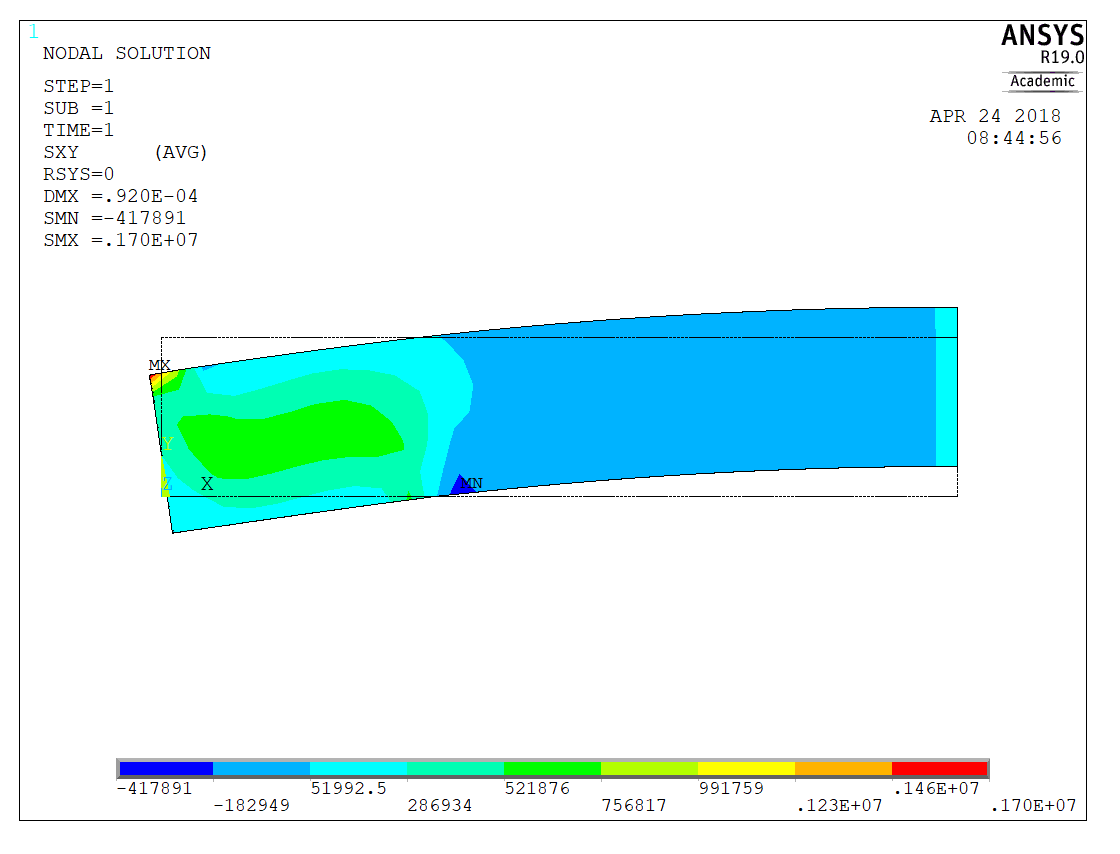 1
NODAL SOLUTION
STEP=1
SUB =1
TIME=1
SXY (AVG)
RSYS=0
DMX =.920E-04
SMN =-417891
SMX =.170E+07
ANSYS
R19.0
Academic
APR 24 2018
08:44:56
MX
Y
Z X
MN
-417891 51992.5 521876 991759 .146E+07
-182949 286934 756817 .123E+07 .170E+07